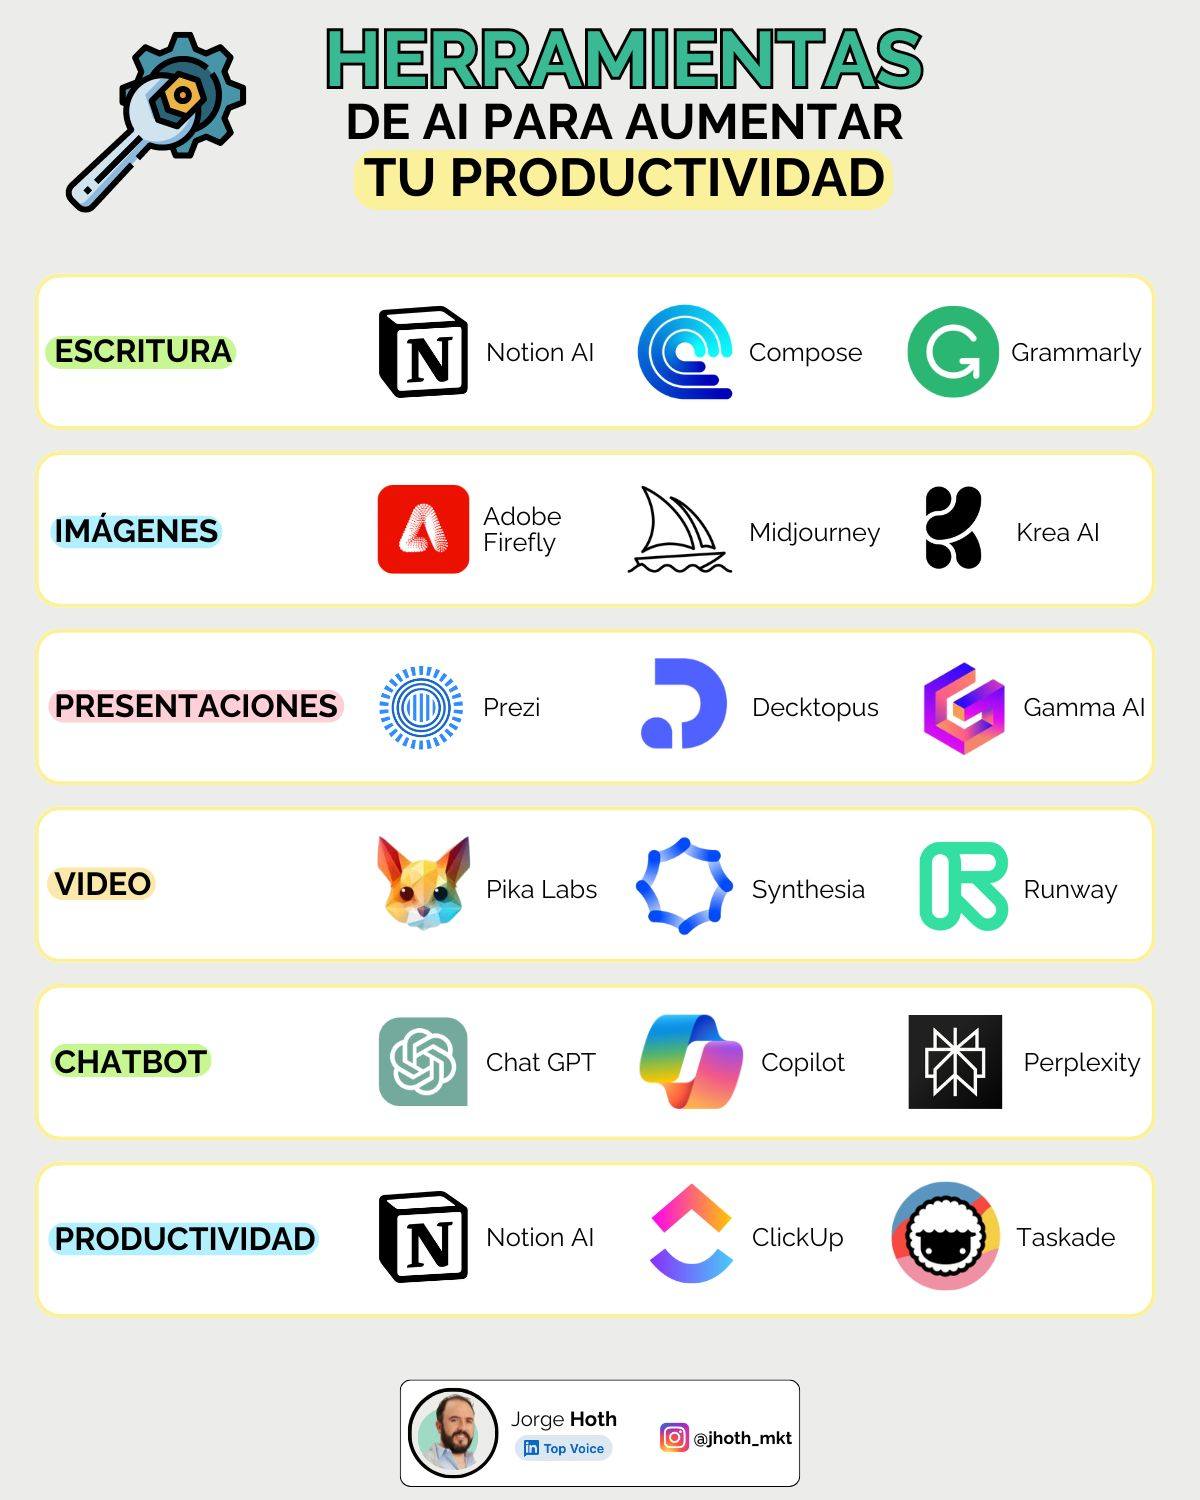 HERRAMIENTAS
DE AI PARA AUMENTAR
TU PRODUCTIVIDAD
ESCRITURA
N
Notion AI
Compose
G
Grammarly
IMÁGENES
Adobe
Firefly
Midjourney
Krea AI
PRESENTACIONES
Prezi
Decktopus
Gamma AI
VIDEO
Pika Labs
Synthesia
Runway
CHATBOT
Chat GPT
Copilot
Perplexity
PRODUCTIVIDAD
N
Notion AI
ClickUp
Taskade
Jorge Hoth
in Top Voice
@jhoth_mkt